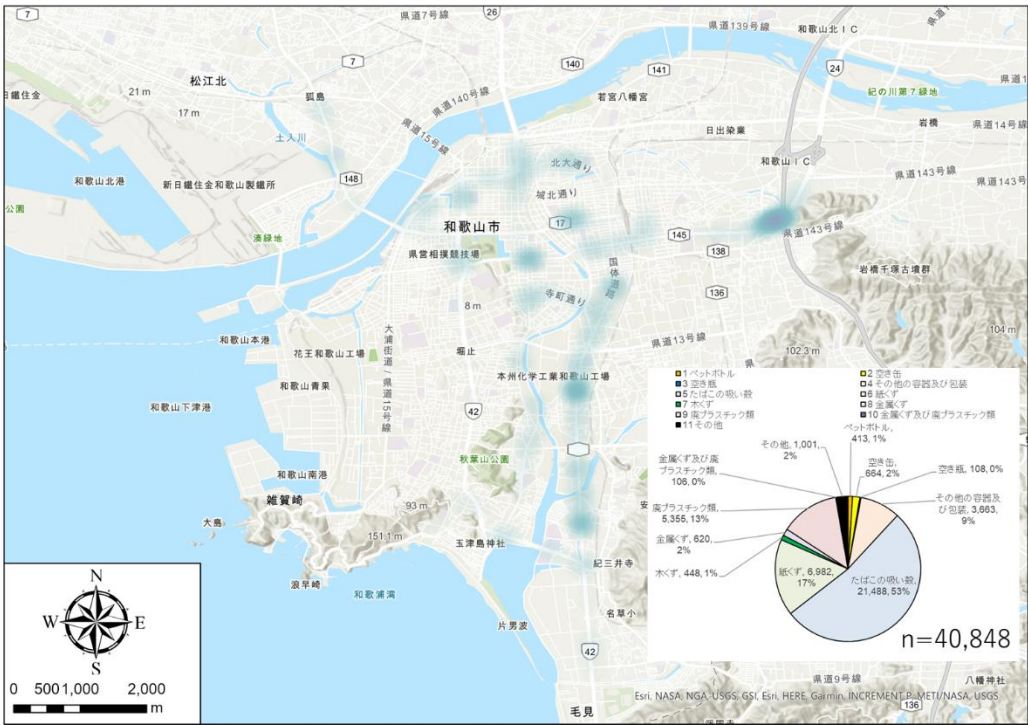 7
県道7号線
26
県道139号線
和歌山北IC
7
140
141
24
松江北
21 m
狐島
17 m
若宮八幡宮
紀の川第7緑地
県道140号線
県道15号線
日出染業
県道14号線
岩橋
土入川
北大通り
和歌山IC
県道143号線
県道143号
和歌山北港
新日鐵住金和歌山製鐵所
148
城北通り
公園
17
和歌山市
湊緑地
145
県道143号線
138
県営相撲競技場
国体道路
岩橋千塚古墳群
136
寺町通り
8 m
和歌山本港
大浦街道 / 県道15号線
県道13号線
104 m
花王和歌山工場
堀止
102.3 m
本州化学工業和歌山工場
和歌山青果
和歌山下津港
42
秋葉山公園
和歌山南港
雑賀崎
93 m
大島
151.1 m
玉津島神社
紀三井寺
浪早崎
和歌浦湾
名草小
片男波
42
毛見
県道9号線
八幡神社
136
1 ペットボトル
2 空き缶
3 空き瓶
4 その他の容器及び包装
5 たばこの吸い殻
6 紙くず
7 木くず
8 金属くず
9 廃プラスチック類
10 金属くず及び廃プラスチック類
11 その他
ペットボトル,
413, 1%
その他, 1,001,
2%
空き缶,
664, 2%
金属くず及び廃
プラスチック類,
106, 0%
空き瓶, 108, 0%
その他の容器及
び包装, 3,663,
9%
廃プラスチック類,
5,355, 13%
金属くず, 620,
2%
木くず, 448, 1%
紙くず, 6,982,
17%
たばこの吸い殻,
21,488, 53%
n=40,848
N
W
E
S
0 500 1,000 2,000
m
Esri, NASA, NGA, USGS, GSI, Esri, HERE, Garmin, INCREMENT P, METI/NASA, USGS